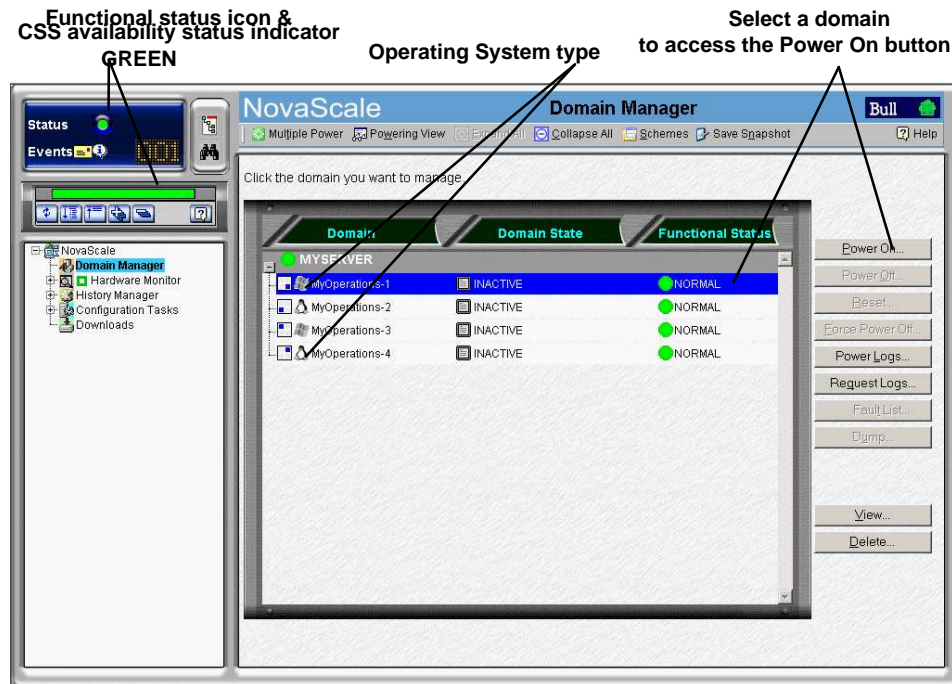 Functional status icon &
CSS availability status indicator
GREEN
Operating System type
Select a domain
to access the Power On button
Status
Events
NovaScale
Domain Manager
Bull
Multiple Power
Powering View
Expand All
Collapse All
Schemes
Save Snapshot
Help
Click the domain you want to manage.
Domain
Domain State
Functional Status
MYSERVER
MyOperations-1 INACTIVE NORMAL
MyOperations-2 INACTIVE NORMAL
MyOperations-3 INACTIVE NORMAL
MyOperations-4 INACTIVE NORMAL
NovaScale
Domain Manager
Hardware Monitor
History Manager
Configuration Tasks
Downloads
Power On...
Power Off...
Reset...
Force Power Off...
Power Logs...
Request Logs...
Fault List...
Dump...
View...
Delete...